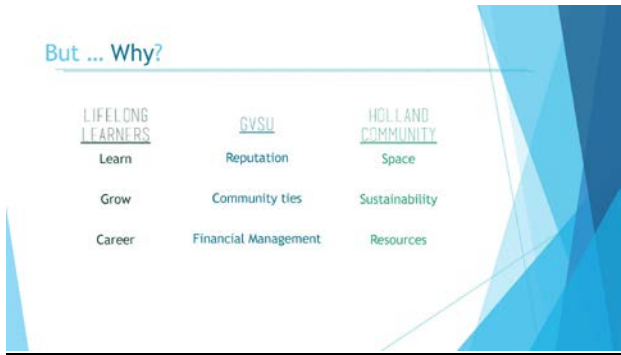 But ... Why?
LIFELONG
LEARNERS
Learn
Grow
Career
GVSU
Reputation
Community ties
Financial Management
HOLLAND
COMMUNITY
Space
Sustainability
Resources